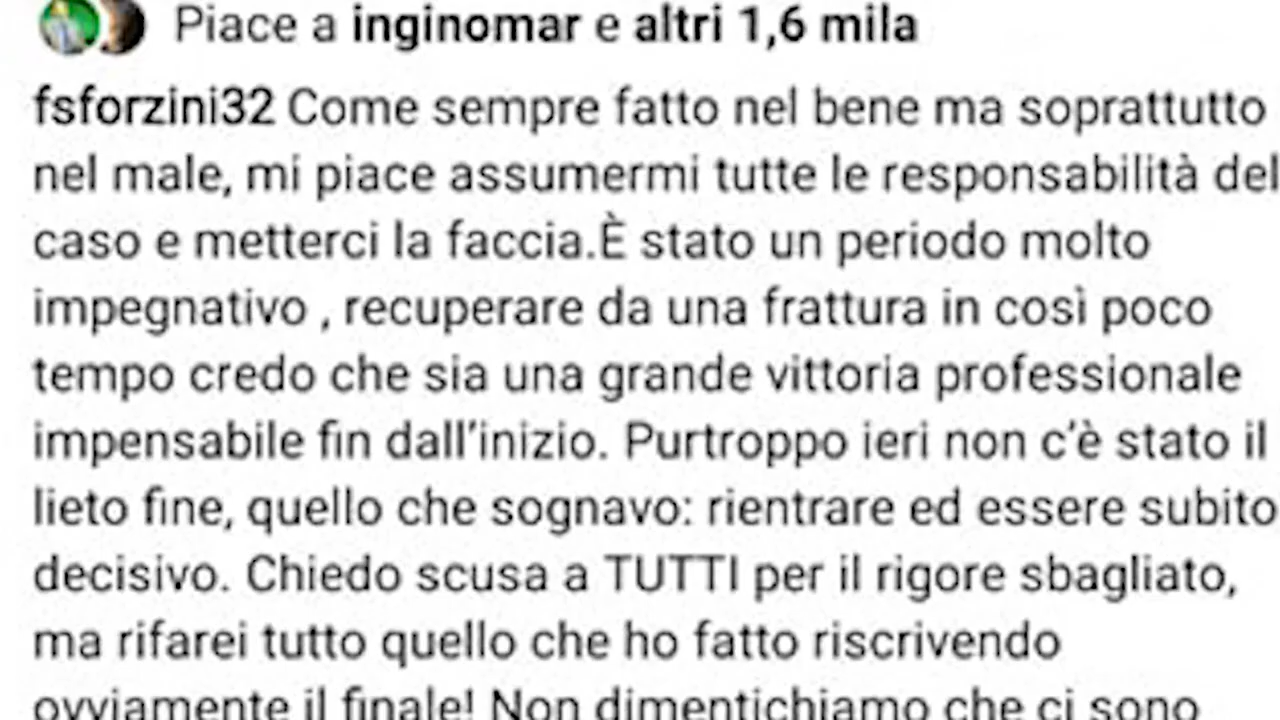 Piace a inginomar e altri 1,6 mila
fsforzini32 Come sempre fatto nel bene ma soprattutto
nel male, mi piace assumermi tutte le responsabilità del
caso e metterci la faccia.È stato un periodo molto
impegnativo , recuperare da una frattura in così poco
tempo credo che sia una grande vittoria professionale
impensabile fin dall'inizio. Purtroppo ieri non c'è stato il
lieto fine, quello che sognavo: rientrare ed essere subito
decisivo. Chiedo scusa a TUTTI per il rigore sbagliato,
ma rifarei tutto quello che ho fatto riscrivendo
ovviamente il finale! Non dimentichiamo che ci sono